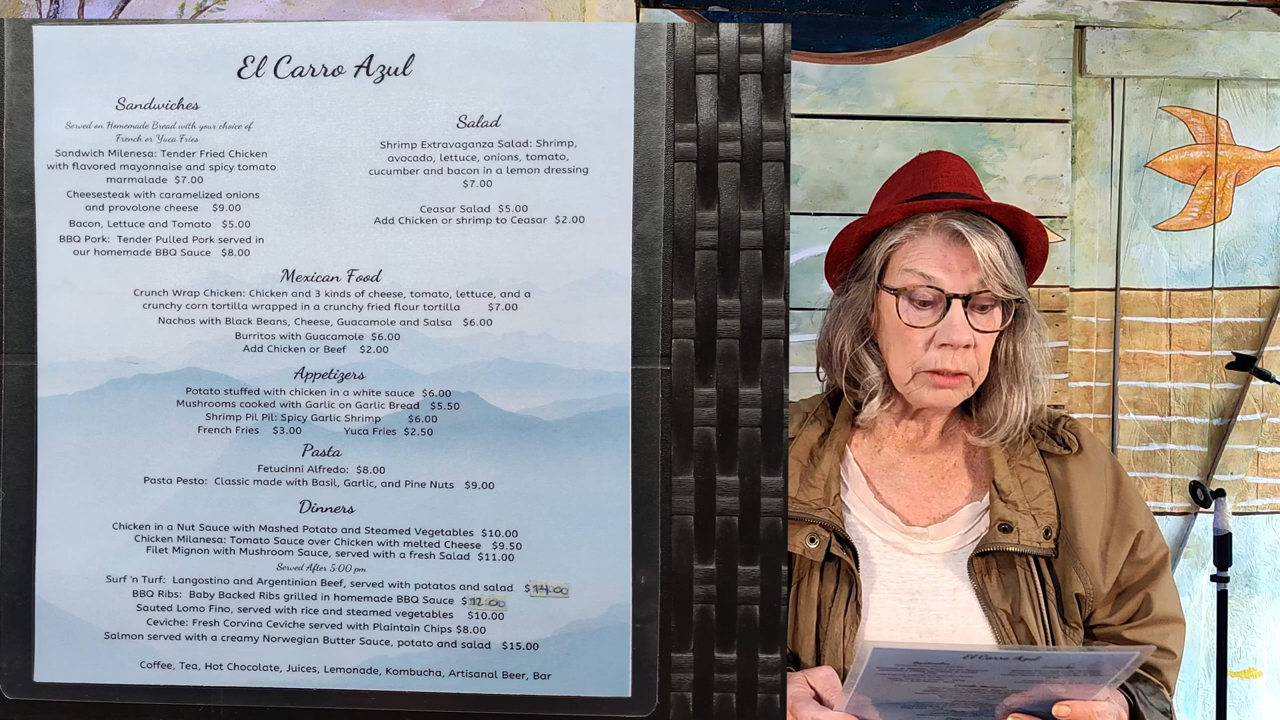 El Carro Azul
Sandwiches
Served on Homemade Bread with your choice of
French or Yuca Fries
Sandwich Milenesa: Tender Fried Chicken
with flavored mayonnaise and spicy tomato
marmalade $7.00
Cheesesteak with caramelized onions
and provolone cheese $9.00
Bacon, Lettuce and Tomato $5.00
BBQ Pork: Tender Pulled Pork served in
our homemade BBQ Sauce $8.00
Salad
Shrimp Extravaganza Salad: Shrimp,
avocado, lettuce, onions, tomato,
cucumber and bacon in a lemon dressing
$7.00
Ceasar Salad $5.00
Add Chicken or shrimp to Ceasar $2.00
Mexican Food
Crunch Wrap Chicken: Chicken and 3 kinds of cheese, tomato, lettuce, and a
crunchy corn tortilla wrapped in a crunchy fried flour tortilla $7.00
Nachos with Black Beans, Cheese, Guacamole and Salsa $6.00
Burritos with Guacamole $6.00
Add Chicken or Beef $2.00
Appetizers
Potato stuffed with chicken in a white sauce $6.00
Mushrooms cooked with Garlic on Garlic Bread $5.50
Shrimp Pil Pil: Spicy Garlic Shrimp $6.00
French Fries $3.00 Yuca Fries $2.50
Pasta
Fetucinni Alfredo: $8.00
Pasta Pesto: Classic made with Basil, Garlic, and Pine Nuts $9.00
Dinners
Chicken in a Nut Sauce with Mashed Potato and Steamed Vegetables $10.00
Chicken Milanesa: Tomato Sauce over Chicken with melted Cheese $9.50
Filet Mignon with Mushroom Sauce, served with a fresh Salad $11.00
Served After 5:00 pm
Surf 'n Turf: Langostino and Argentinian Beef, served with potatos and salad $14.00
BBQ Ribs: Baby Backed Ribs grilled in homemade BBQ Sauce $12.00
Sauted Lomo Fino, served with rice and steamed vegetables $10.00
Ceviche: Fresh Corvina Ceviche served with Plaintain Chips $8.00
Salmon served with a creamy Norwegian Butter Sauce, potato and salad $15.00
Coffee, Tea, Hot Chocolate, Juices, Lemonade, Kombucha, Artisanal Beer, Bar
El Carro Azul